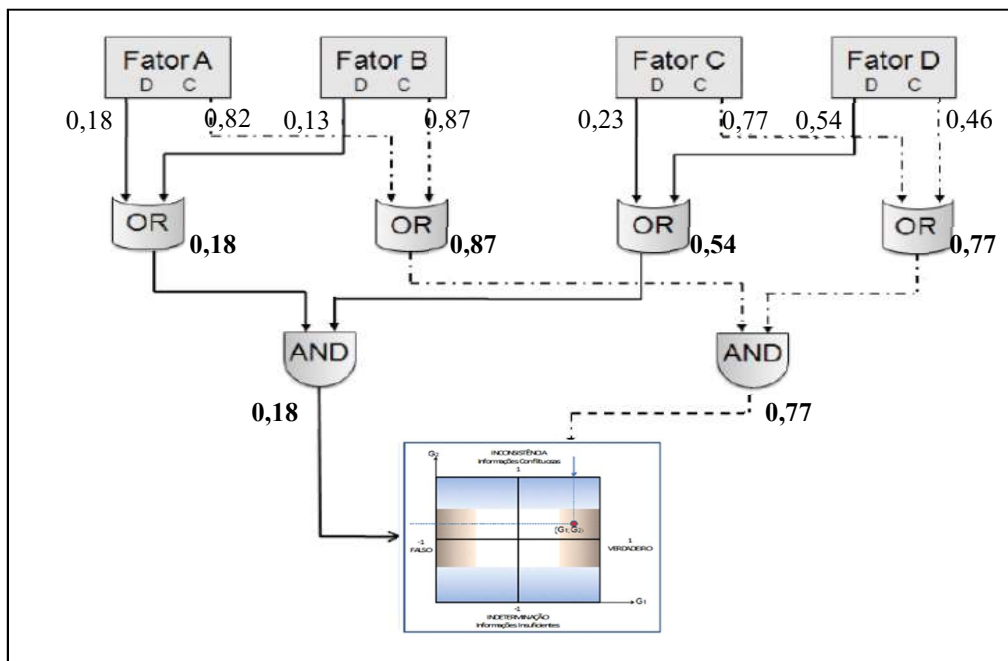 Fator A
D C
Fator B
D C
Fator C
D C
Fator D
D C
0,18
0,82
0,13
0,87
0,23
0,77
0,54
0,46
OR
0,18
OR
0,87
OR
0,54
OR
0,77
AND
0,18
AND
0,77
INCONSISTÊNCIA
Informações Conflituosas
G2
1
(G1,G2)
-1
FALSO
1
VERDADEIRO
-1
G1
INDETERMINAÇÃO
Informações Insuficientes